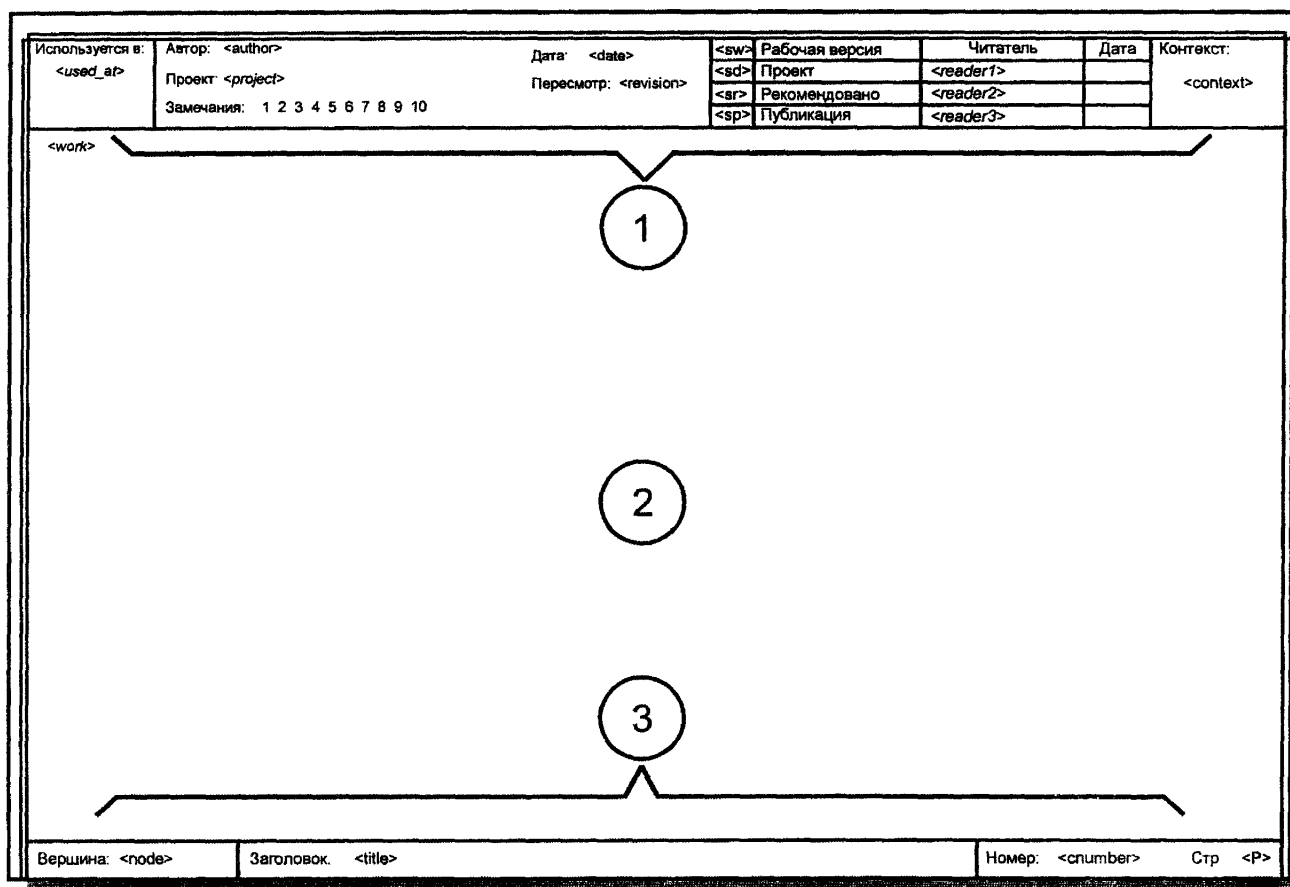 Используется в: Автор: <author> Дата: <date> <sw> Рабочая версия Читатель Дата Контекст:
<used_at> Проект: <project> Пересмотр: <revision> <sd> Проект <reader1> <context>
Замечания: 1 2 3 4 5 6 7 8 9 10 <sr> Рекомендовано <reader2>
<sp> Публикация <reader3>
<work>
1
2
3
Вершина: <node> Заголовок. <title> Номер: <cnumber> Стр <P>